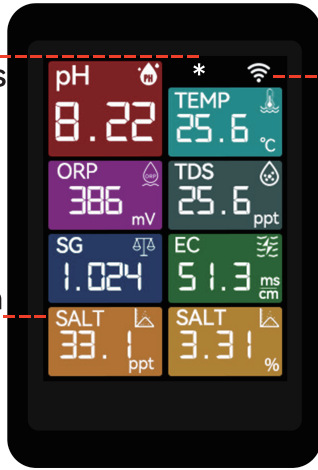 pH
8.22
*
TEMP
25.6 °C
ORP
386 mV
TDS
25.6 ppt
SG
1.024
EC
51.3 ms/cm
SALT
33.1 ppt
SALT
3.31 %